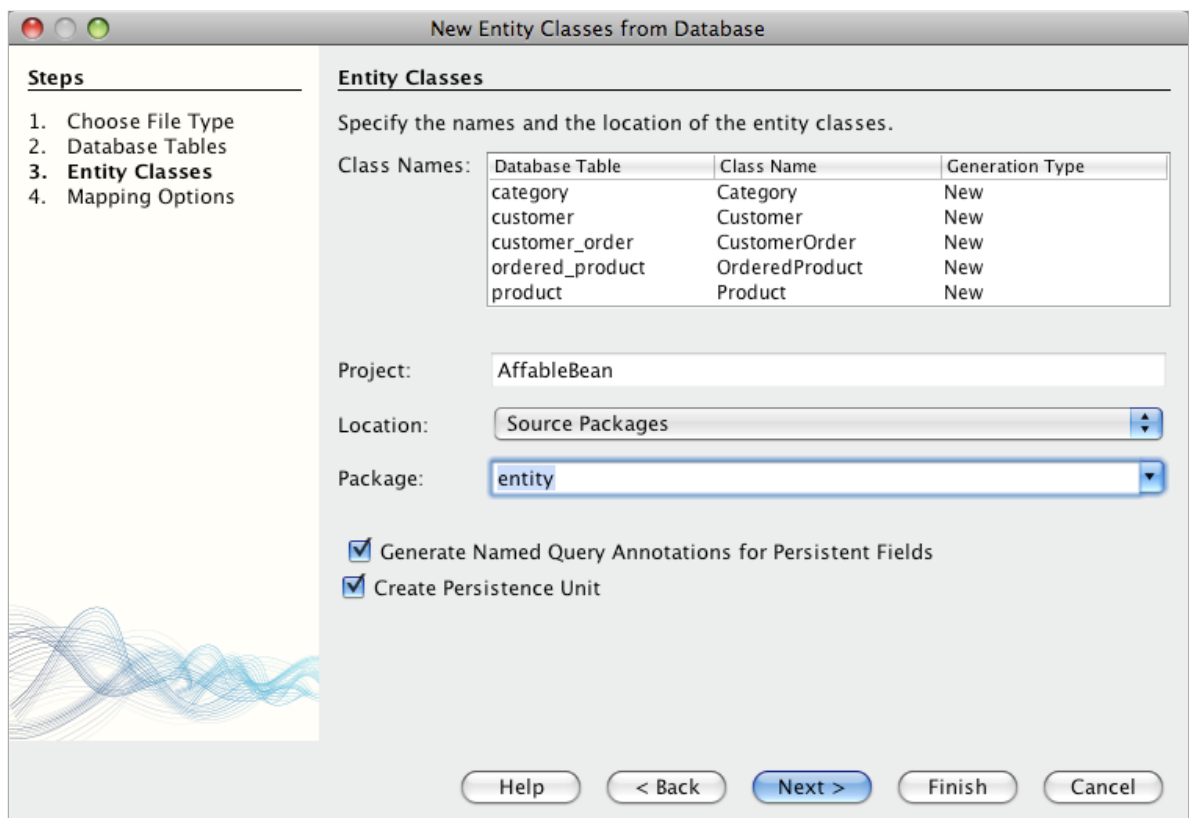 New Entity Classes from Database
Steps
1. Choose File Type
2. Database Tables
3. Entity Classes
4. Mapping Options
Entity Classes
Specify the names and the location of the entity classes.
Class Names:
Database Table Class Name Generation Type
category Category New
customer Customer New
customer_order CustomerOrder New
ordered_product OrderedProduct New
product Product New
Project: AffableBean
Location: Source Packages
Package: entity
Generate Named Query Annotations for Persistent Fields
Create Persistence Unit
Help < Back Next > Finish Cancel